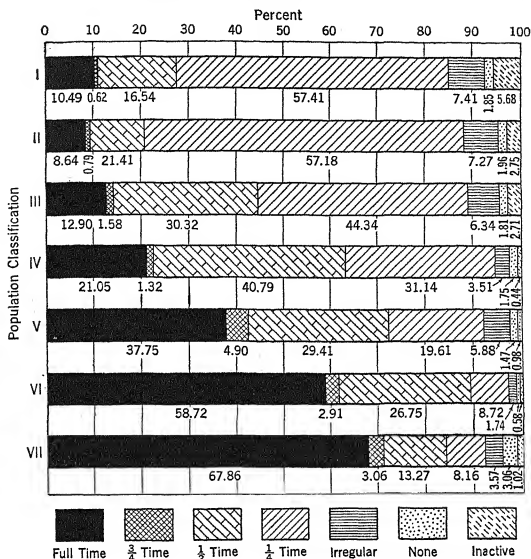 Percent
0 10 20 30 40 50 60 70 80 90 100
Population Classification
I
10.49 0.62 16.54 57.41 7.41 1.85 5.68
II
8.64 0.79 21.41 57.18 7.27 1.96 2.75
III
12.90 1.58 30.32 44.34 6.34 1.81 2.71
IV
21.05 1.32 40.79 31.14 3.51 1.75 0.44
V
37.75 4.90 29.41 19.61 5.88 1.47 0.98
VI
58.72 2.91 26.75 8.72 1.74 0.58
VII
67.86 3.06 13.27 8.16 3.57 3.06 1.02
Full Time 3/4 Time 1/2 Time 1/4 Time Irregular None Inactive